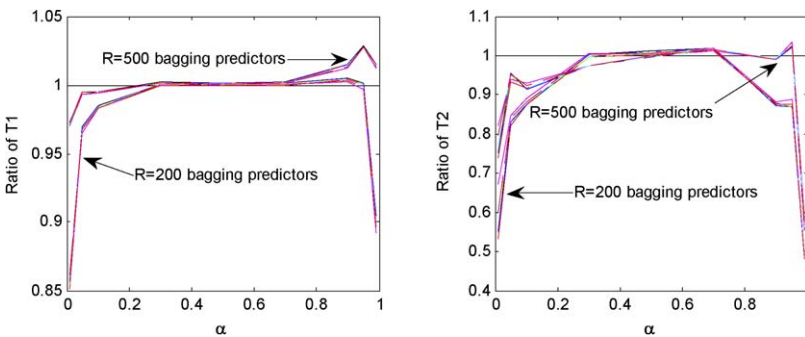 1.05
R=500 bagging predictors
1
Ratio of T1
0.95
R=200 bagging predictors
0.9
0.85
0 0.2 0.4 0.6 0.8 1
α
1.1
1
0.9
R=500 bagging predictors
0.8
Ratio of T2
0.7
R=200 bagging predictors
0.6
0.5
0.4
0 0.2 0.4 0.6 0.8
α